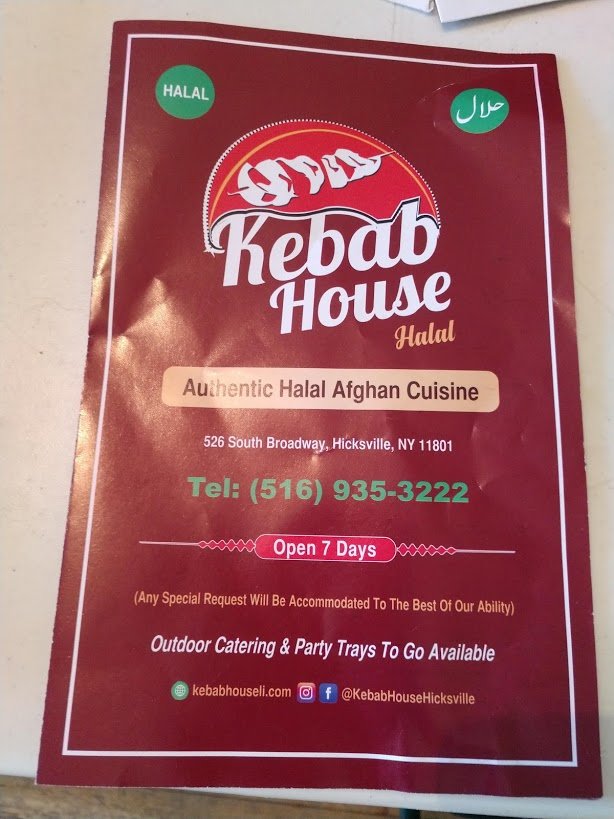 HALAL
حلال
Kebab
House
Halal
Authentic Halal Afghan Cuisine
526 South Broadway, Hicksville, NY 11801
Tel: (516) 935-3222
Open 7 Days
(Any Special Request Will Be Accommodated To The Best Of Our Ability)
Outdoor Catering & Party Trays To Go Available
kebabhouseli.com @KebabHouseHicksville